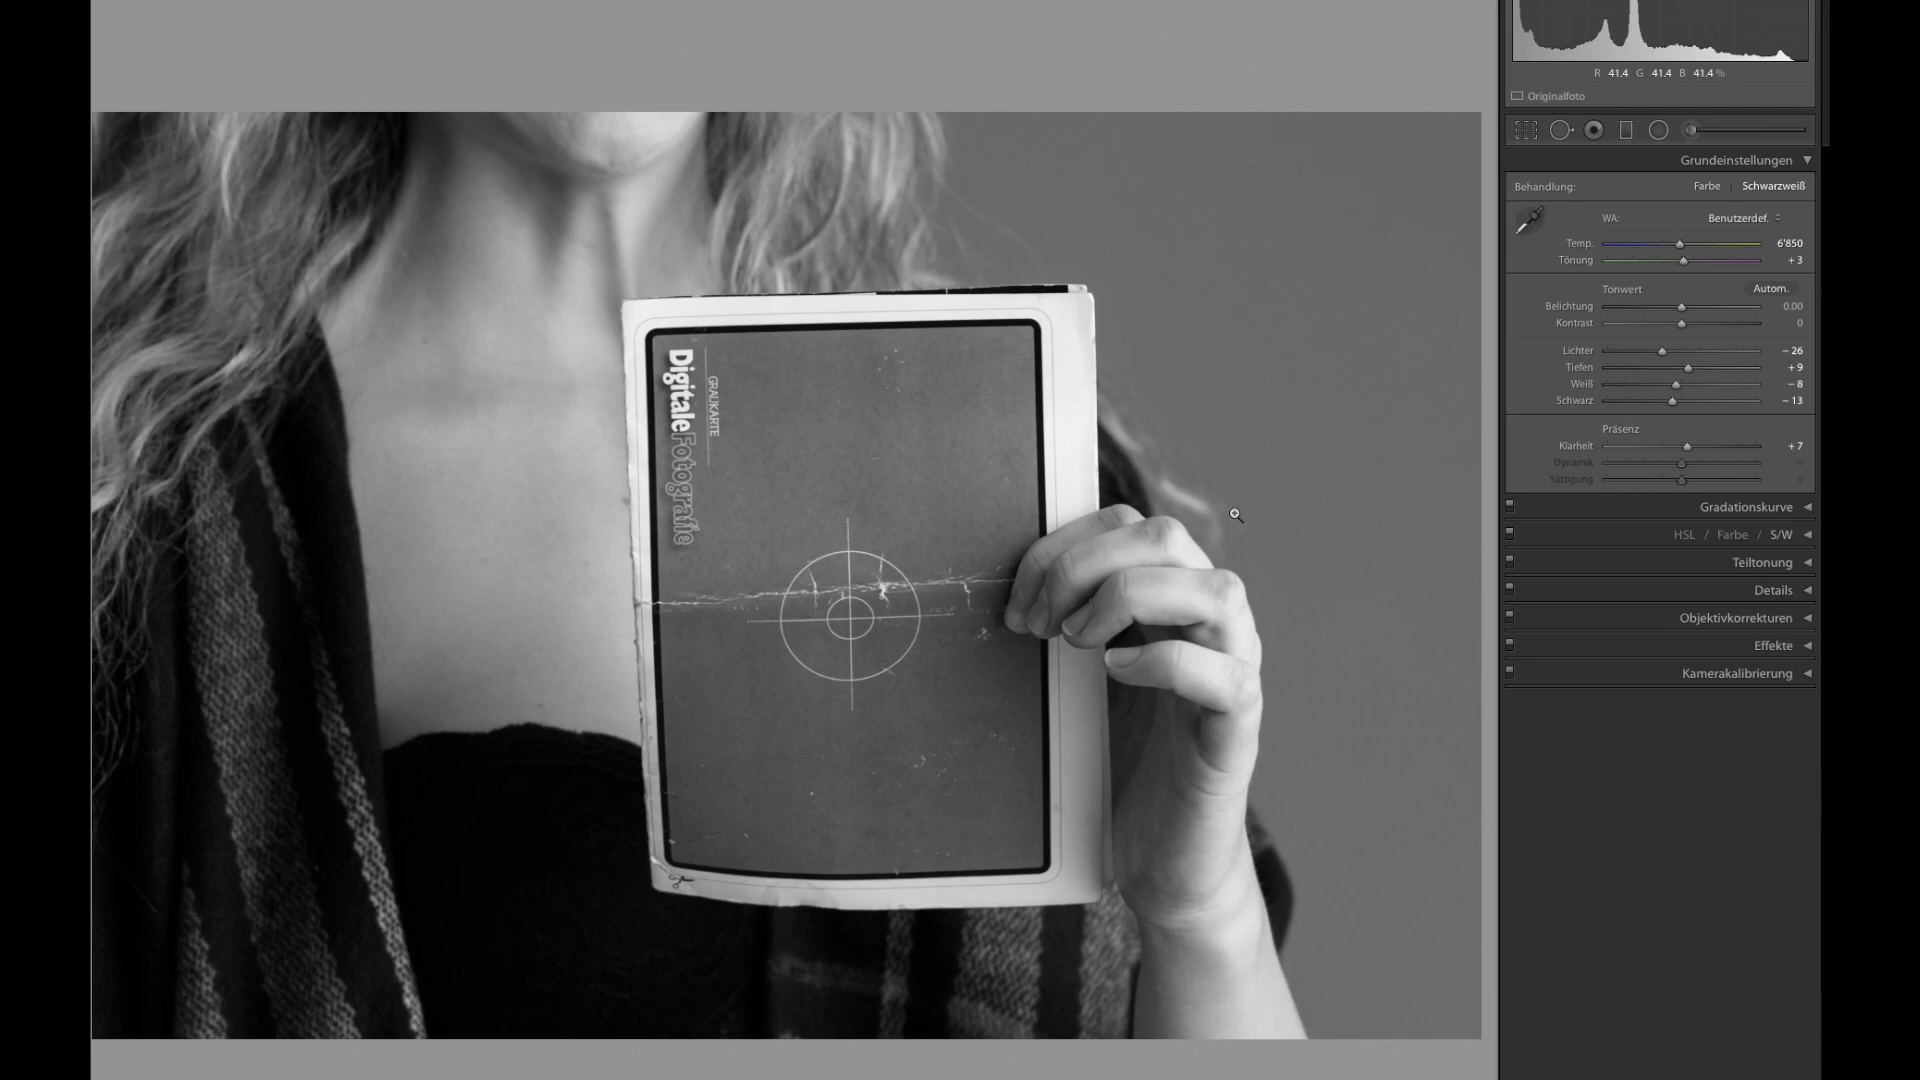 R 41,4 G 41,4 B 41,4 %
Originalfoto
Grundeinstellungen
Behandlung: Farbe | Schwarzweiß
WA: Benutzerdef.
Temp. 6'850
Tönung + 3
Tonwert Autom.
Belichtung 0.00
Kontrast 0
Lichter − 26
Tiefen + 9
Weiß − 8
Schwarz − 13
Präsenz
Klarheit + 7
Dynamik 0
Sättigung 0
Gradationskurve
HSL / Farbe / S/W
Teiltonung
Details
Objektivkorrekturen
Effekte
Kamerakalibrierung
GRAUKARTE
DigitaleFotografie